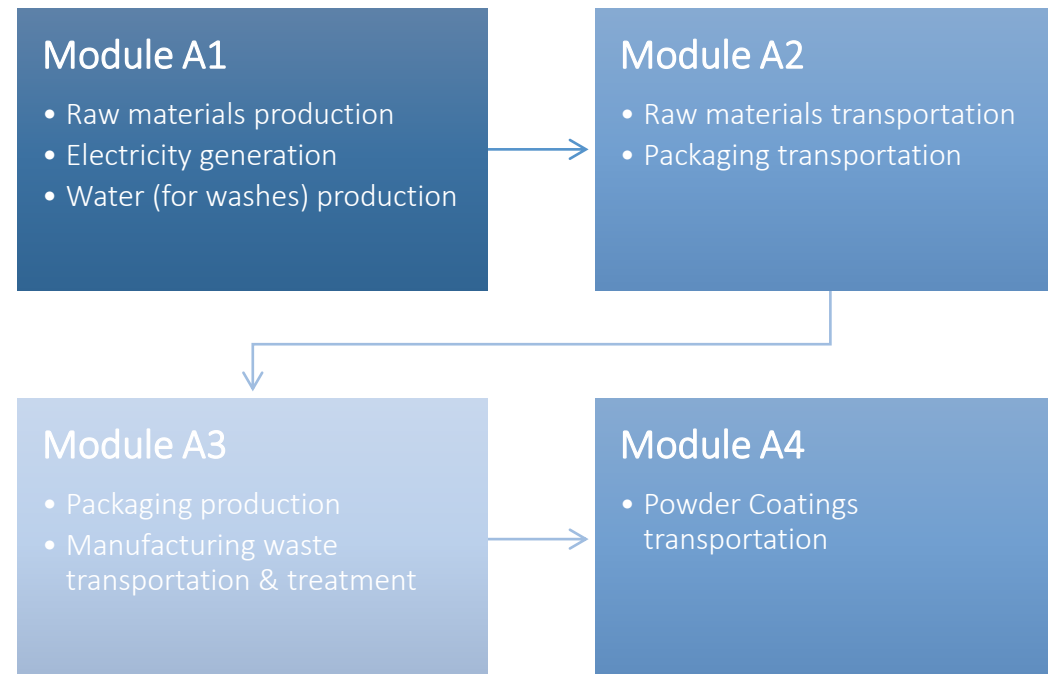 Module A1
• Raw materials production
• Electricity generation
• Water (for washes) production
Module A2
• Raw materials transportation
• Packaging transportation
Module A3
• Packaging production
• Manufacturing waste
transportation & treatment
Module A4
• Powder Coatings
transportation